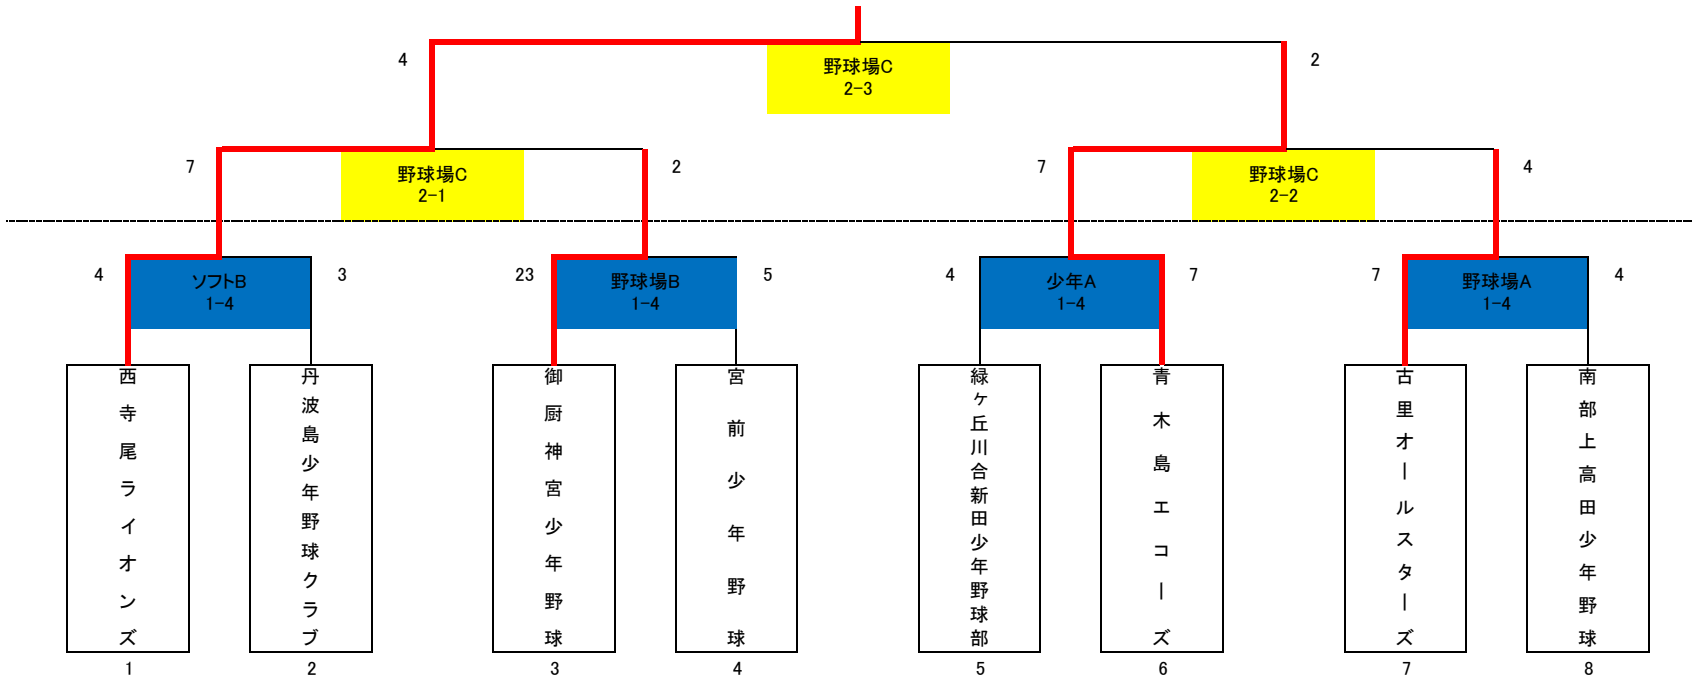 4
野球場C
2-3
2
7
野球場C
2-1
2
7
野球場C
2-2
4
4
ソフトB
1-4
3
23
野球場B
1-4
5
4
少年A
1-4
7
7
野球場A
1-4
4
西寺尾ライオンズ
丹波島少年野球クラブ
御厨神宮少年野球
宮前少年野球
緑ヶ丘川合新田少年野球部
青木島エコーズ
古里オールスターズ
南部上高田少年野球
1
2
3
4
5
6
7
8